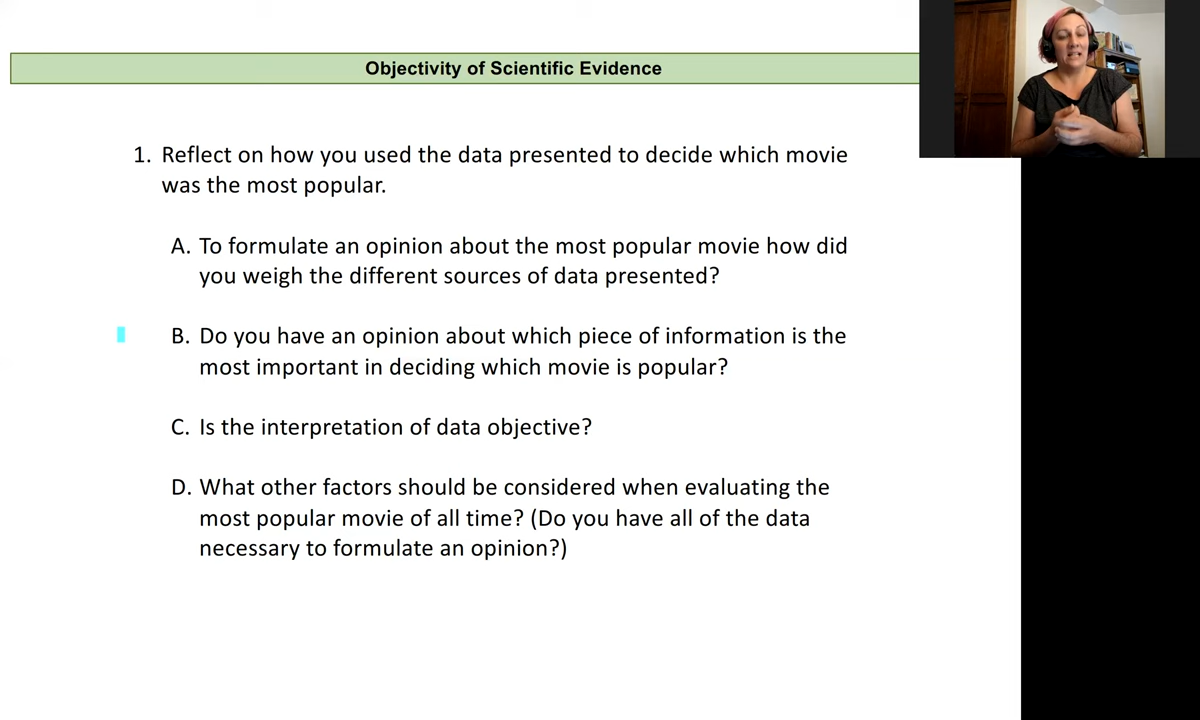 Objectivity of Scientific Evidence
1. Reflect on how you used the data presented to decide which movie
was the most popular.
A. To formulate an opinion about the most popular movie how did
you weigh the different sources of data presented?
B. Do you have an opinion about which piece of information is the
most important in deciding which movie is popular?
C. Is the interpretation of data objective?
D. What other factors should be considered when evaluating the
most popular movie of all time? (Do you have all of the data
necessary to formulate an opinion?)